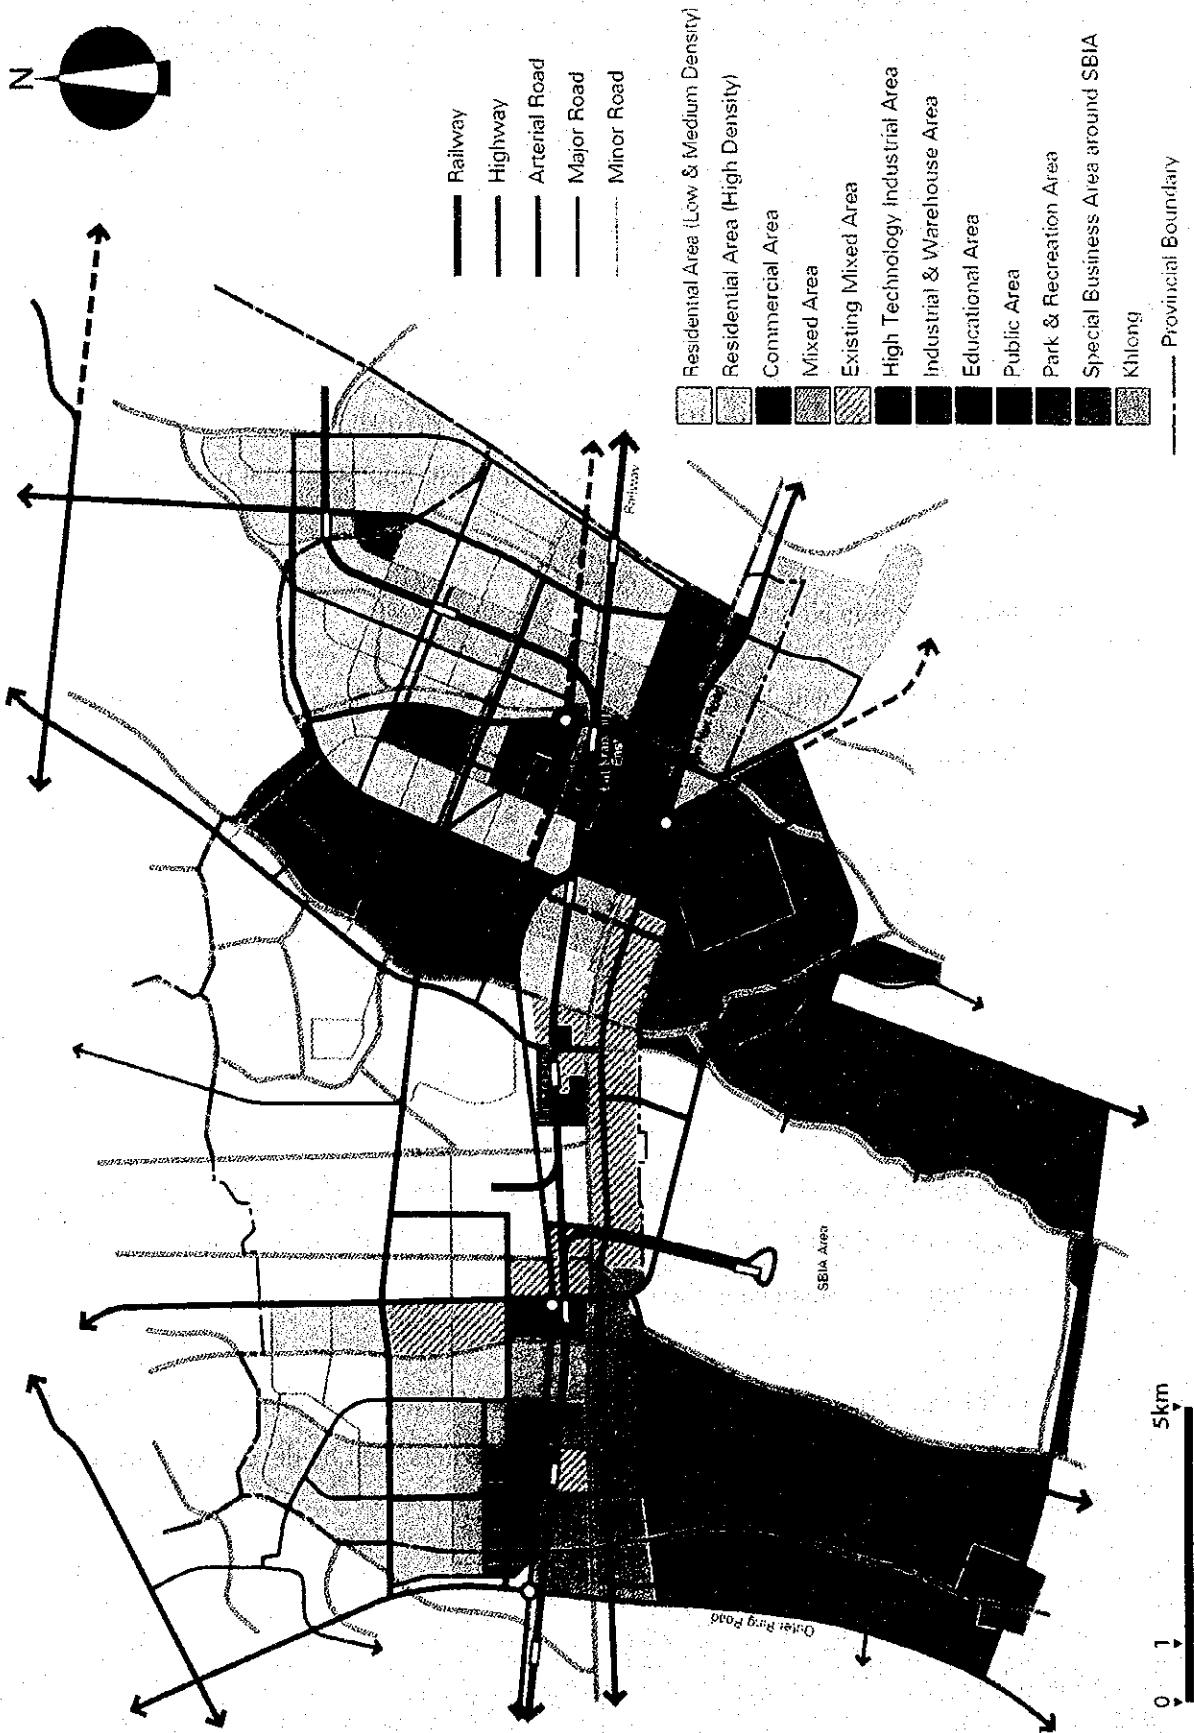 N
Railway
Highway
Arterial Road
Major Road
Minor Road
Residential Area (Low & Medium Density)
Residential Area (High Density)
Commercial Area
Mixed Area
Existing Mixed Area
High Technology Industrial Area
Industrial & Warehouse Area
Educational Area
Public Area
Park & Recreation Area
Special Business Area around SBIA
Khlong
Provincial Boundary
Railway
SBIA Area
Outer Ring Road
0 1 5km